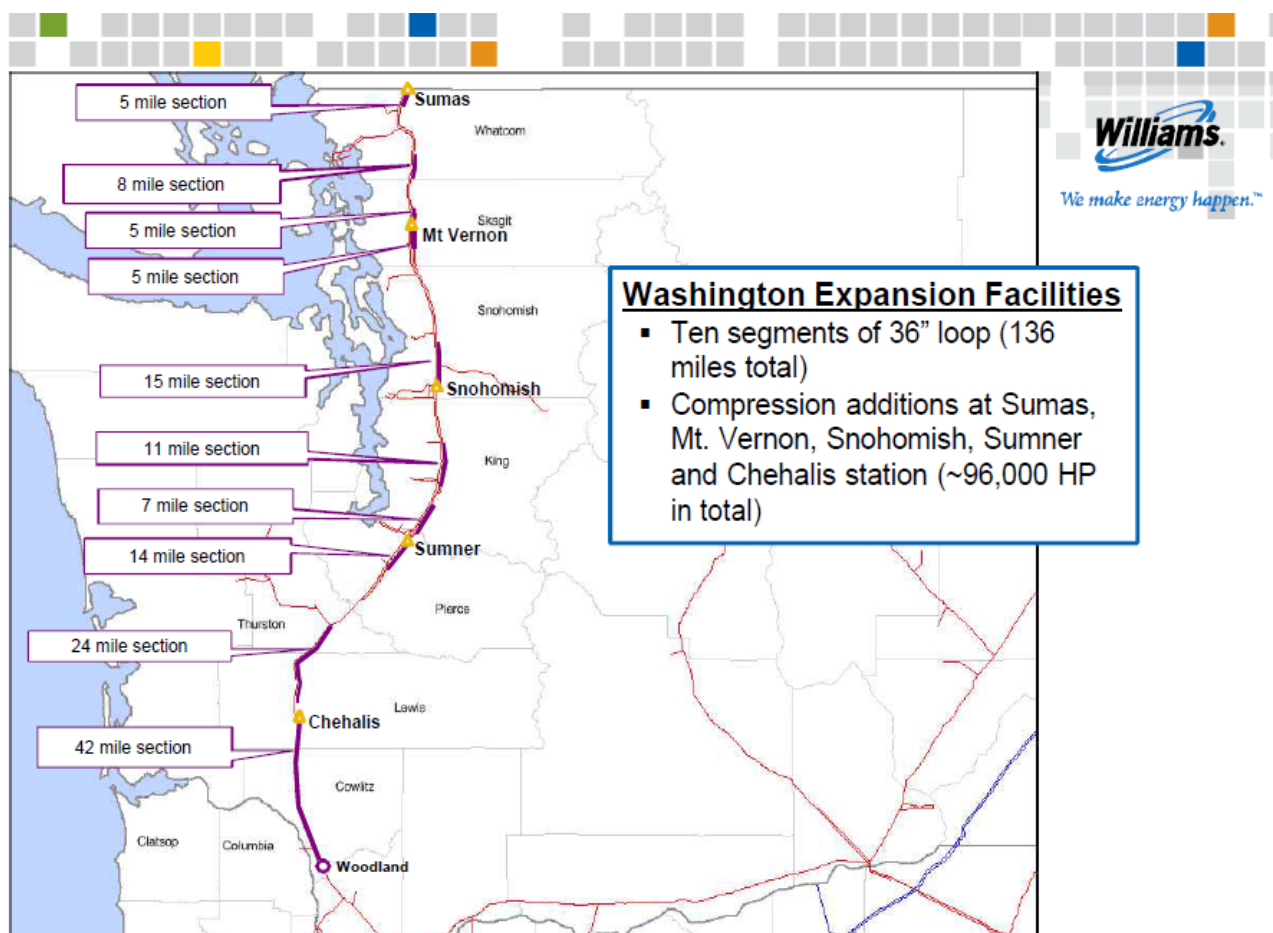 5 mile section
Sumas
Whatcom
Williams.
We make energy happen.™
8 mile section
5 mile section
Skagit
Mt Vernon
5 mile section
Washington Expansion Facilities
▪ Ten segments of 36” loop (136
miles total)
▪ Compression additions at Sumas,
Mt. Vernon, Snohomish, Sumner
and Chehalis station (~96,000 HP
in total)
Snohomish
15 mile section
Snohomish
11 mile section
King
7 mile section
14 mile section
Sumner
Pierce
Thurston
24 mile section
Lewis
Chehalis
42 mile section
Cowlitz
Clatsop
Columbia
Woodland